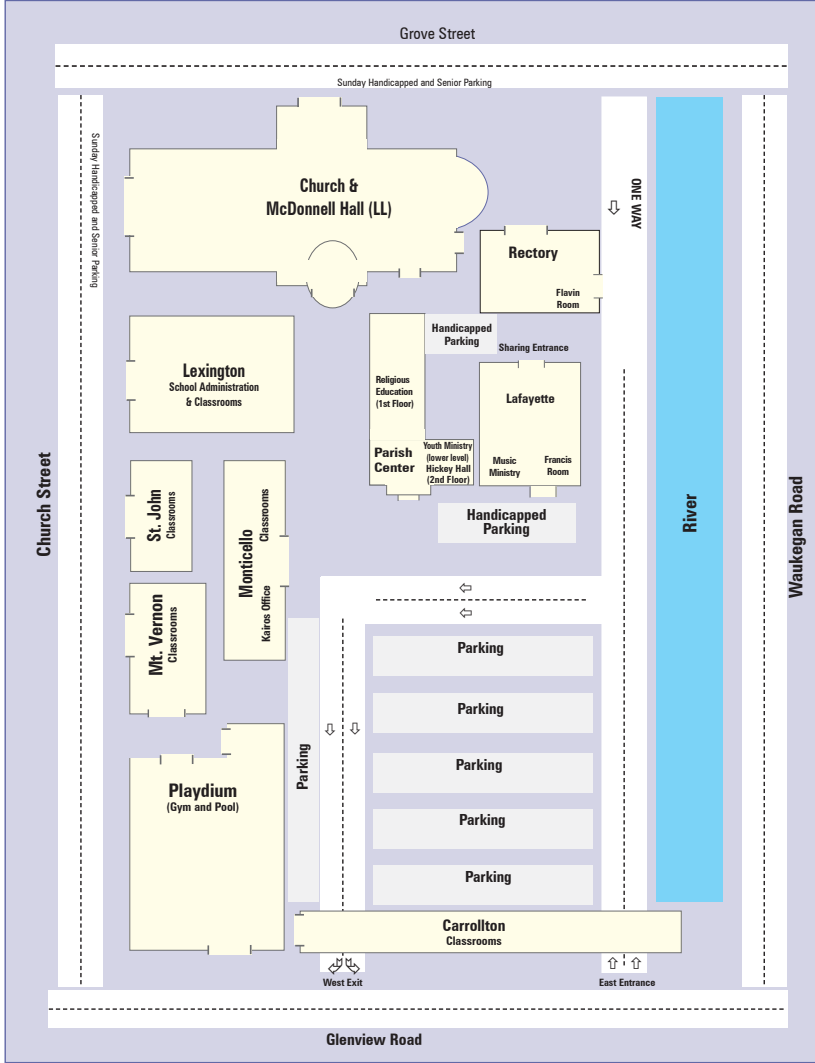 Grove Street
Sunday Handicapped and Senior Parking
Sunday Handicapped and Senior Parking
Church &
McDonnell Hall (LL)
ONE WAY
Rectory
Flavin
Room
Handicapped
Parking
Sharing Entrance
Lexington
School Administration
& Classrooms
Religious
Education
(1st Floor)
Lafayette
Parish
Center
Youth Ministry
(lower level)
Hickey Hall
(2nd Floor)
Music
Ministry
Francis
Room
Church Street
St. John
Classrooms
Monticello
Classrooms
Kairos Office
Handicapped
Parking
River
Waukegan Road
Mt. Vernon
Classrooms
Parking
Parking
Parking
Parking
Playdium
(Gym and Pool)
Parking
Parking
Carrollton
Classrooms
West Exit
East Entrance
Glenview Road